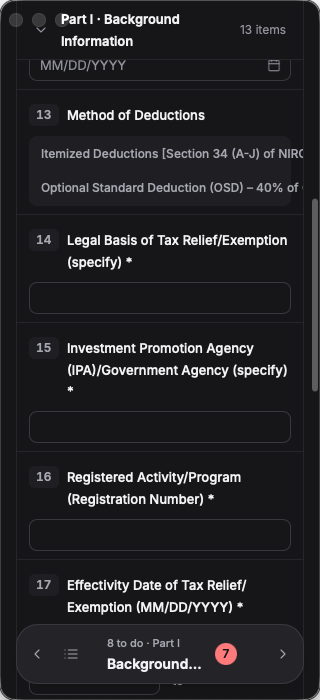 Part I · Background
Information
13 items
MM/DD/YYYY
13 Method of Deductions
Itemized Deductions [Section 34 (A-J) of NIRC
Optional Standard Deduction (OSD) – 40% of
14 Legal Basis of Tax Relief/Exemption
(specify) *
15 Investment Promotion Agency
(IPA)/Government Agency (specify)
*
16 Registered Activity/Program
(Registration Number) *
17 Effectivity Date of Tax Relief/
Exemption (MM/DD/YYYY) *
8 to do · Part I
Background... 7